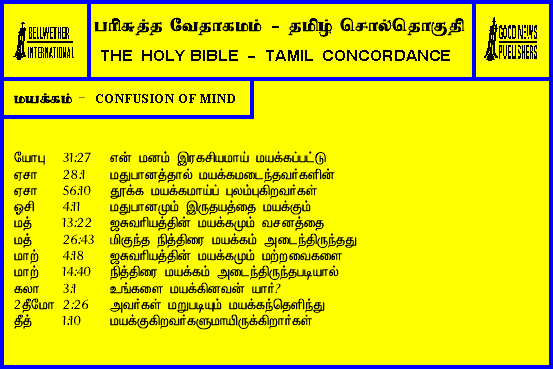 BELLWETHER
INTERNATIONAL
பரிசுத்த வேதாகமம் - தமிழ் சொல்தொகுதி
THE HOLY BIBLE - TAMIL CONCORDANCE
GOOD NEWS
PUBLISHERS
மயக்கம் - CONFUSION OF MIND
யோபு 31:27 என் மனம் இரகசியமாய் மயக்கப்பட்டு
ஏசா 28:1 மதுபானத்தால் மயக்கமடைந்தவர்களின்
ஏசா 56:10 தூக்க மயக்கமாய்ப் புலம்புகிறவர்கள்
ஓசி 4:11 மதுபானமும் இருதயத்தை மயக்கும்
மத் 13:22 ஐசுவரியத்தின் மயக்கமும் வசனத்தை
மத் 26:43 மிகுந்த நித்திரை மயக்கம் அடைந்திருந்தது
மாற் 4:18 ஐசுவரியத்தின் மயக்கமும் மற்றவைகளை
மாற் 14:40 நித்திரை மயக்கம் அடைந்திருந்தபடியால்
கலா 3:1 உங்களை மயக்கினவன் யார்?
2தீமோ 2:26 அவர்கள் மறுபடியும் மயக்கந்தெளிந்து
தீத் 1:10 மயக்குகிறவர்களுமாயிருக்கிறார்கள்